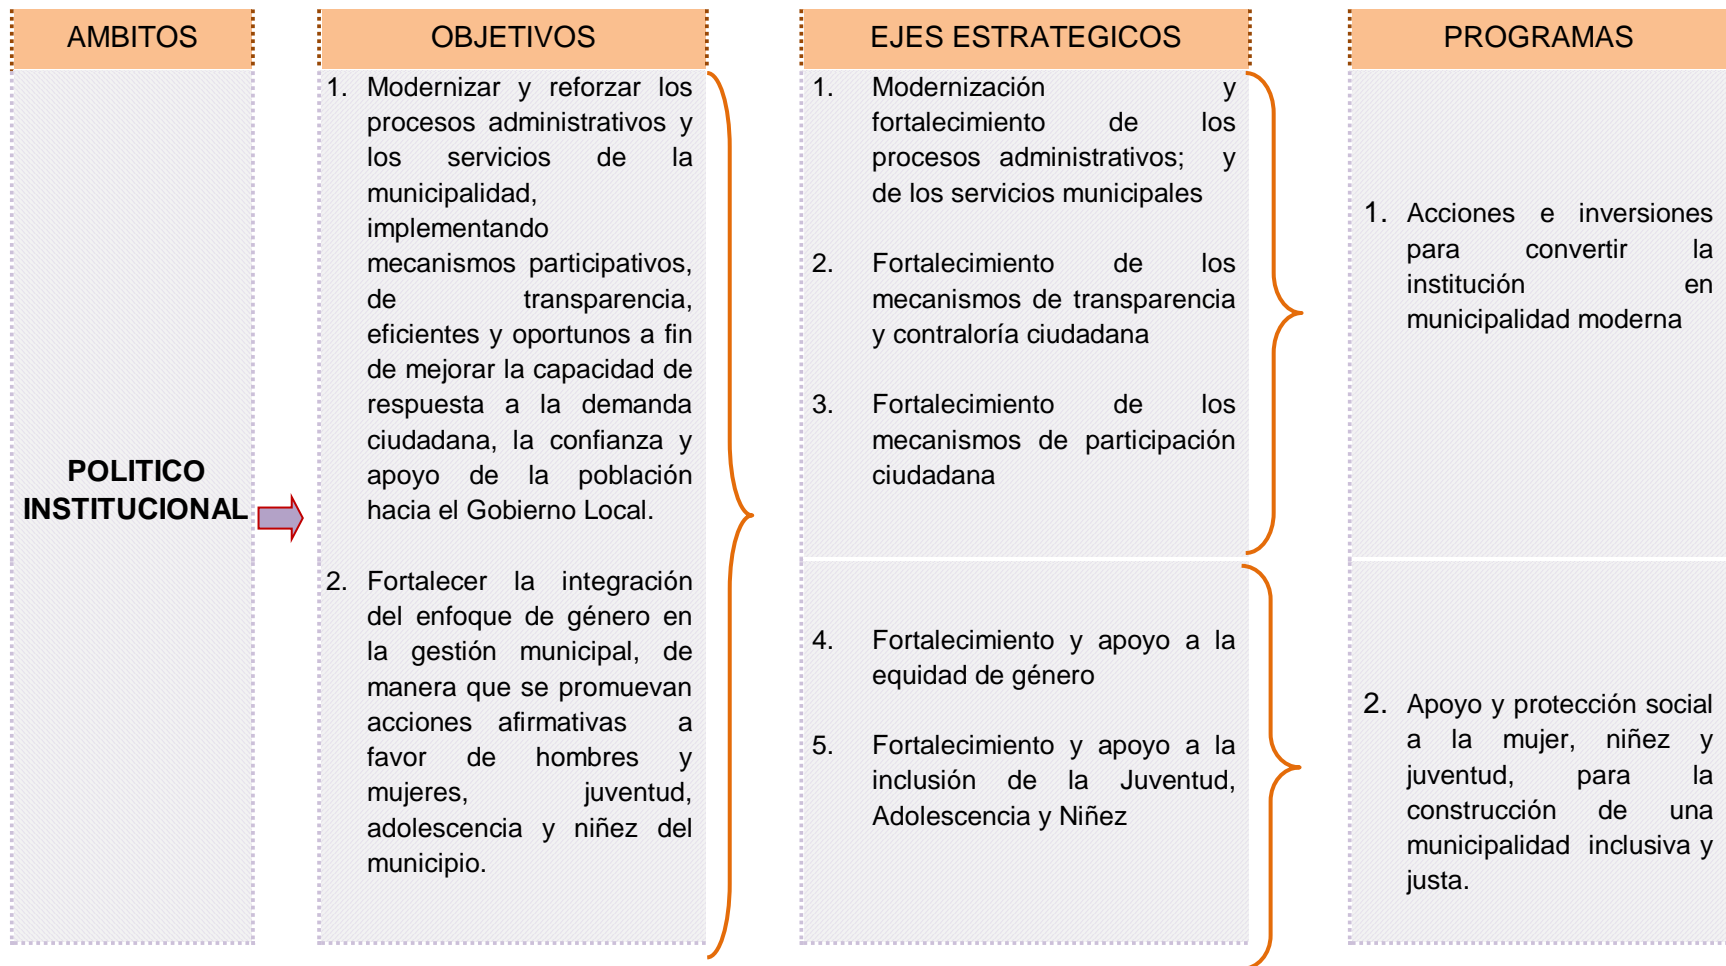 AMBITOS
OBJETIVOS
EJES ESTRATEGICOS
PROGRAMAS
POLITICO
INSTITUCIONAL
1. Modernizar y reforzar los
procesos administrativos y
los servicios de la
municipalidad,
implementando
mecanismos participativos,
de transparencia,
eficientes y oportunos a fin
de mejorar la capacidad de
respuesta a la demanda
ciudadana, la confianza y
apoyo de la población
hacia el Gobierno Local.
2. Fortalecer la integración
del enfoque de género en
la gestión municipal, de
manera que se promuevan
acciones afirmativas a
favor de hombres y
mujeres, juventud,
adolescencia y niñez del
municipio.
1. Modernización y
fortalecimiento de los
procesos administrativos; y
de los servicios municipales
2. Fortalecimiento de los
mecanismos de transparencia
y contraloría ciudadana
3. Fortalecimiento de los
mecanismos de participación
ciudadana
4. Fortalecimiento y apoyo a la
equidad de género
5. Fortalecimiento y apoyo a la
inclusión de la Juventud,
Adolescencia y Niñez
1. Acciones e inversiones
para convertir la
institución en
municipalidad moderna
2. Apoyo y protección social
a la mujer, niñez y
juventud, para la
construcción de una
municipalidad inclusiva y
justa.